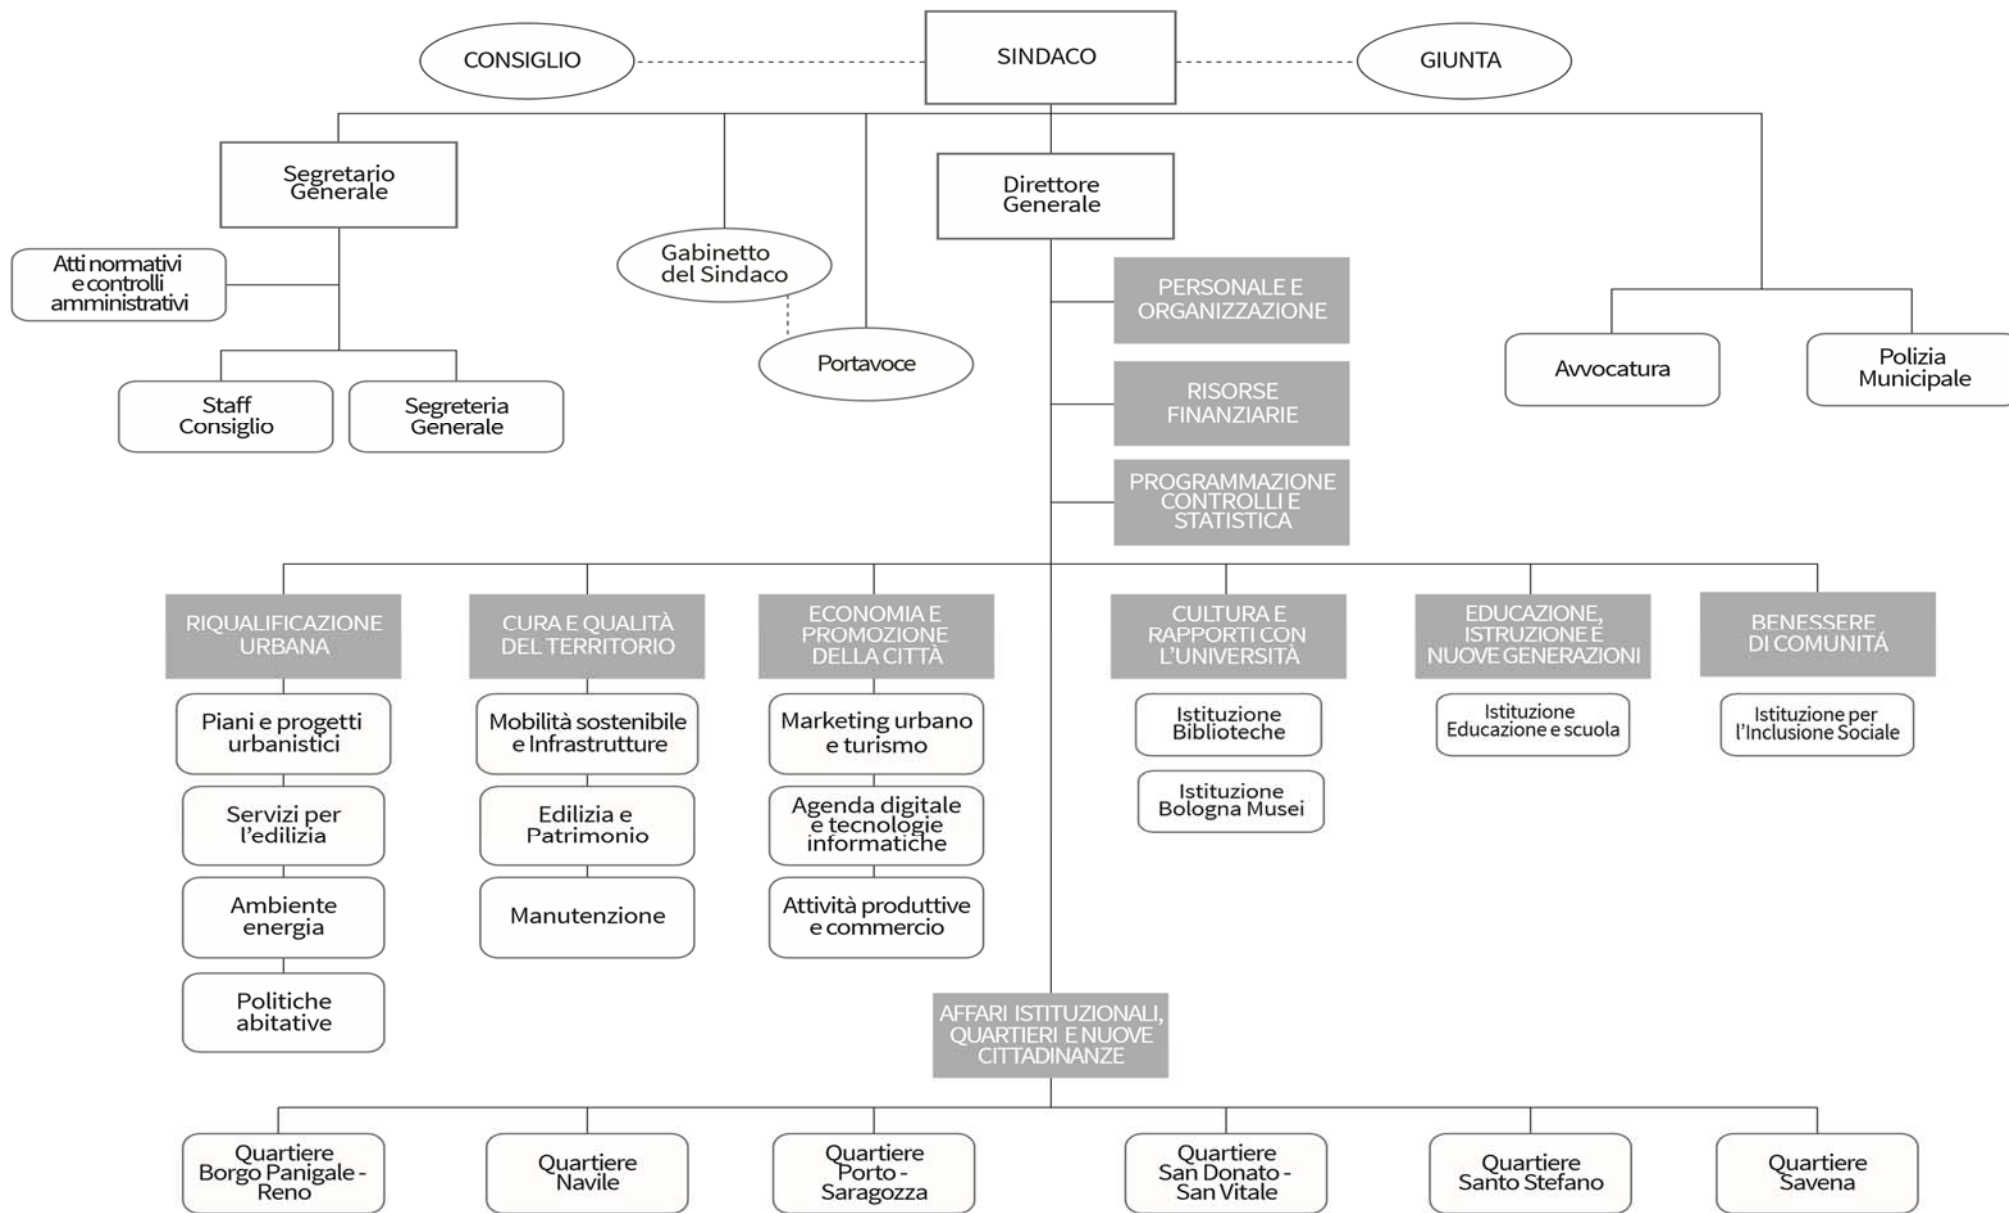 CONSIGLIO
SINDACO
GIUNTA
Segretario
Generale
Direttore
Generale
Atti normativi
e controlli
amministrativi
Gabinetto
del Sindaco
Portavoce
Staff
Consiglio
Segreteria
Generale
PERSONALE E
ORGANIZZAZIONE
RISORSE
FINANZIARIE
PROGRAMMAZIONE
CONTROLLI E
STATISTICA
Avvocatura
Polizia
Municipale
RIQUALIFICAZIONE
URBANA
CURA E QUALITÀ
DEL TERRITORIO
ECONOMIA E
PROMOZIONE
DELLA CITTÀ
CULTURA E
RAPPORTI CON
L'UNIVERSITÀ
EDUCAZIONE,
ISTRUZIONE E
NUOVE GENERAZIONI
BENESSERE
DI COMUNITÁ
Piani e progetti
urbanistici
Servizi per
l'edilizia
Ambiente
energia
Politiche
abitative
Mobilità sostenibile
e Infrastrutture
Edilizia e
Patrimonio
Manutenzione
Marketing urbano
e turismo
Agenda digitale
e tecnologie
informatiche
Attività produttive
e commercio
Istituzione
Biblioteche
Istituzione
Bologna Musei
Istituzione
Educazione e scuola
Istituzione per
l'Inclusione Sociale
AFFARI ISTITUZIONALI,
QUARTIERI E NUOVE
CITTADINANZE
Quartiere
Borgo Panigale -
Reno
Quartiere
Navile
Quartiere
Porto -
Saragozza
Quartiere
San Donato -
San Vitale
Quartiere
Santo Stefano
Quartiere
Savena